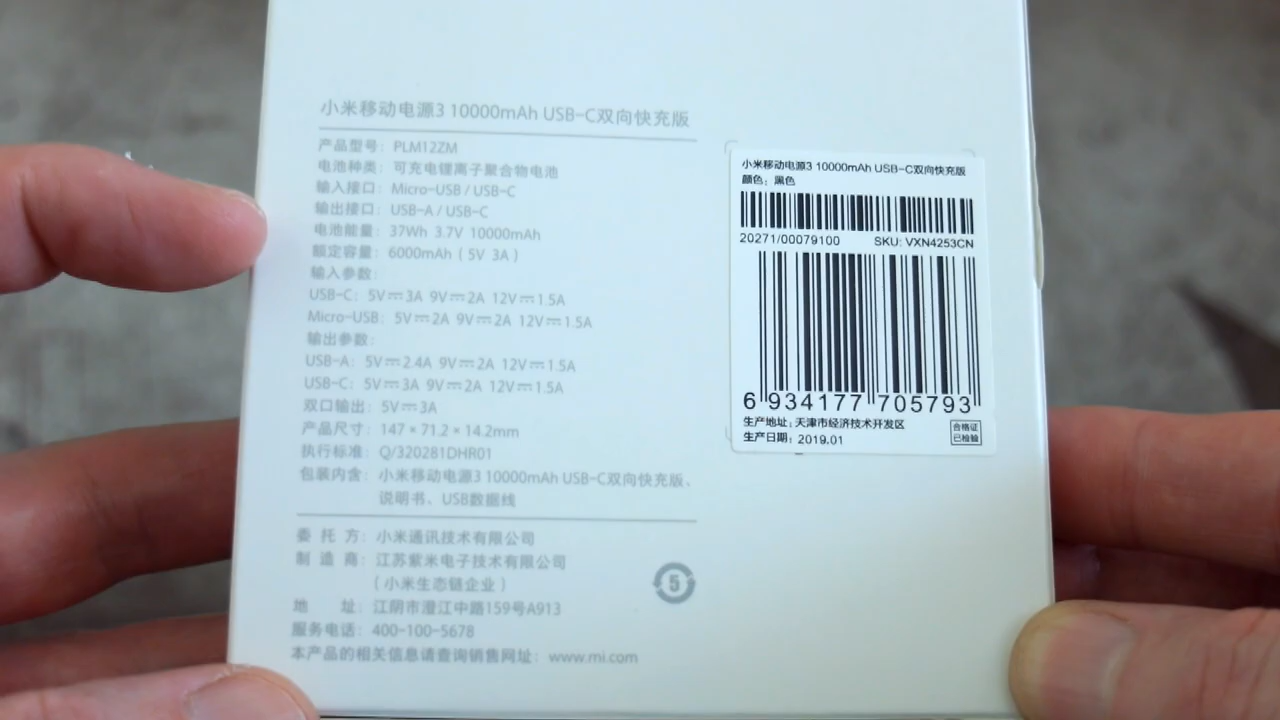 小米移动电源3 10000mAh USB-C双向快充版
产品型号: PLM12ZM
电池种类: 可充电锂离子聚合物电池
输入接口: Micro-USB / USB-C
输出接口: USB-A / USB-C
电池能量: 37Wh 3.7V 10000mAh
额定容量: 6000mAh ( 5V 3A )
输入参数:
USB-C: 5V⎓3A 9V⎓2A 12V⎓1.5A
Micro-USB: 5V⎓2A 9V⎓2A 12V⎓1.5A
输出参数:
USB-A: 5V⎓2.4A 9V⎓2A 12V⎓1.5A
USB-C: 5V⎓3A 9V⎓2A 12V⎓1.5A
双口输出: 5V⎓3A
产品尺寸: 147 × 71.2 × 14.2mm
执行标准: Q/320281DHR01
包装内含: 小米移动电源3 10000mAh USB-C双向快充版、
说明书、USB数据线
委托方: 小米通讯技术有限公司
制造商: 江苏紫米电子技术有限公司
( 小米生态链企业 )
地址: 江阴市澄江中路159号A913
服务电话: 400-100-5678
本产品的相关信息请查询销售网址: www.mi.com
5
小米移动电源3 10000mAh USB-C双向快充版
颜色: 黑色
20271/00079100 SKU: VXN4253CN
6 934177 705793
生产地址: 天津市经济技术开发区
生产日期: 2019.01
合格证
已检验